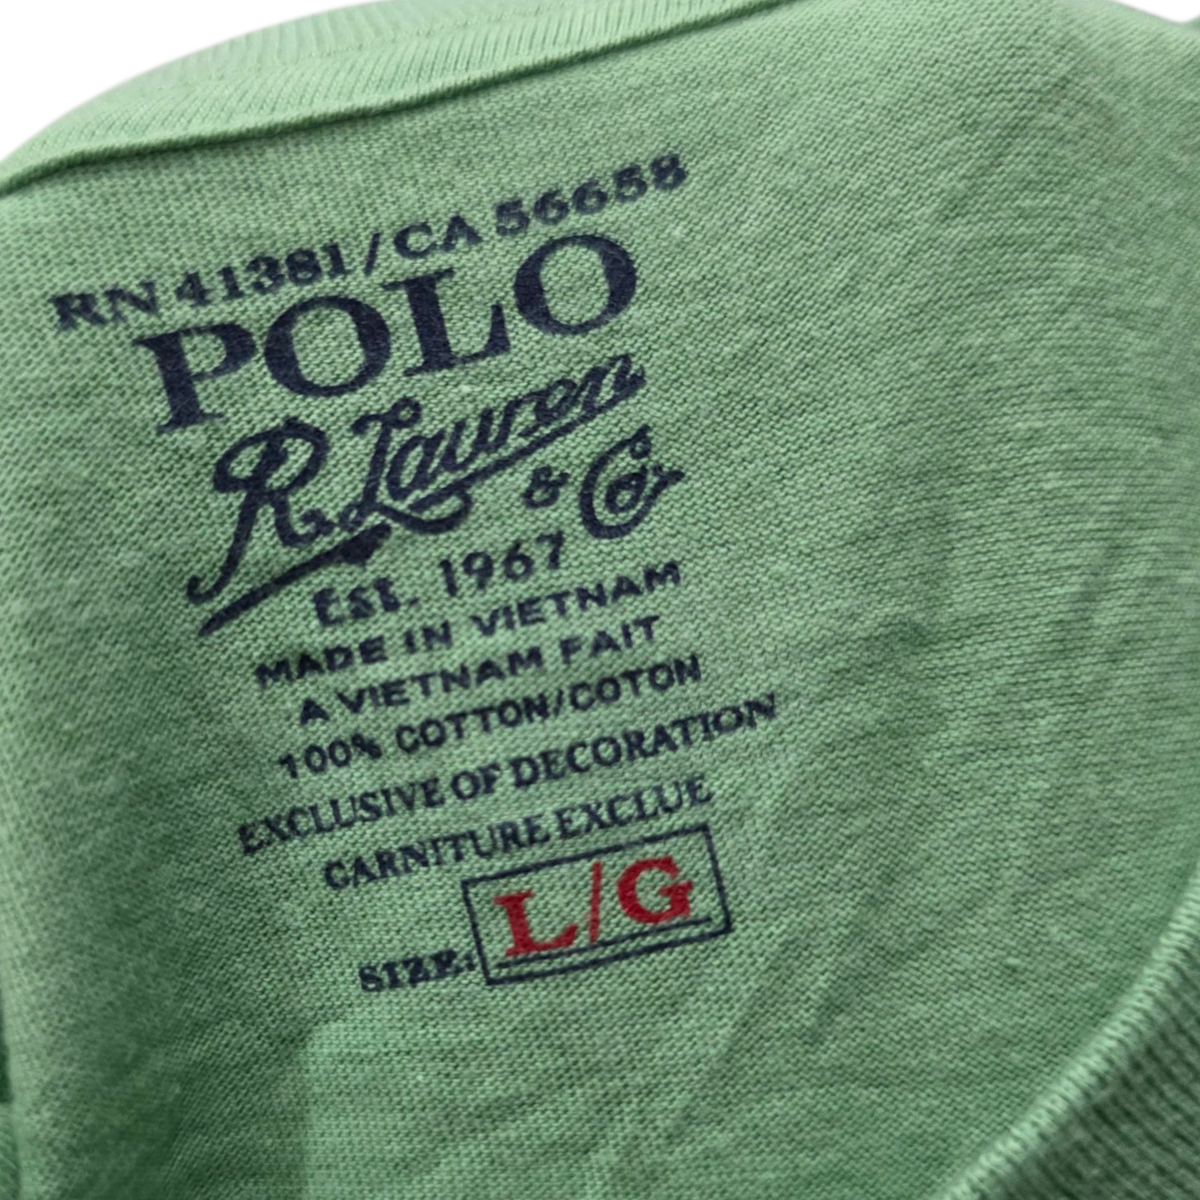 RN 41381/CA 56658
POLO
R. Lauren
& Co
Est. 1967
MADE IN VIETNAM
A VIETNAM FAIT
100% COTTON/COTON
EXCLUSIVE OF DECORATION
GARNITURE EXCLUE
SIZE: L/G